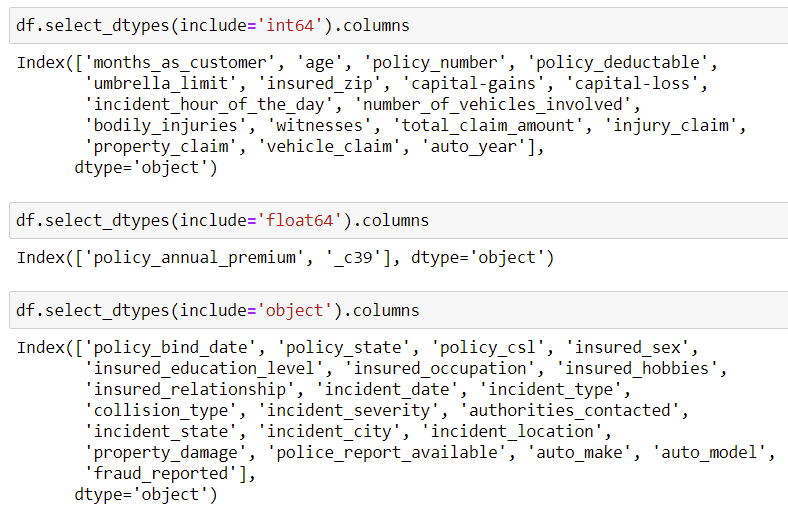 df.select_dtypes(include='int64').columns
Index(['months_as_customer', 'age', 'policy_number', 'policy_deductable',
'umbrella_limit', 'insured_zip', 'capital-gains', 'capital-loss',
'incident_hour_of_the_day', 'number_of_vehicles_involved',
'bodily_injuries', 'witnesses', 'total_claim_amount', 'injury_claim',
'property_claim', 'vehicle_claim', 'auto_year'],
dtype='object')
df.select_dtypes(include='float64').columns
Index(['policy_annual_premium', '_c39'], dtype='object')
df.select_dtypes(include='object').columns
Index(['policy_bind_date', 'policy_state', 'policy_csl', 'insured_sex',
'insured_education_level', 'insured_occupation', 'insured_hobbies',
'insured_relationship', 'incident_date', 'incident_type',
'collision_type', 'incident_severity', 'authorities_contacted',
'incident_state', 'incident_city', 'incident_location',
'property_damage', 'police_report_available', 'auto_make', 'auto_model',
'fraud_reported'],
dtype='object')